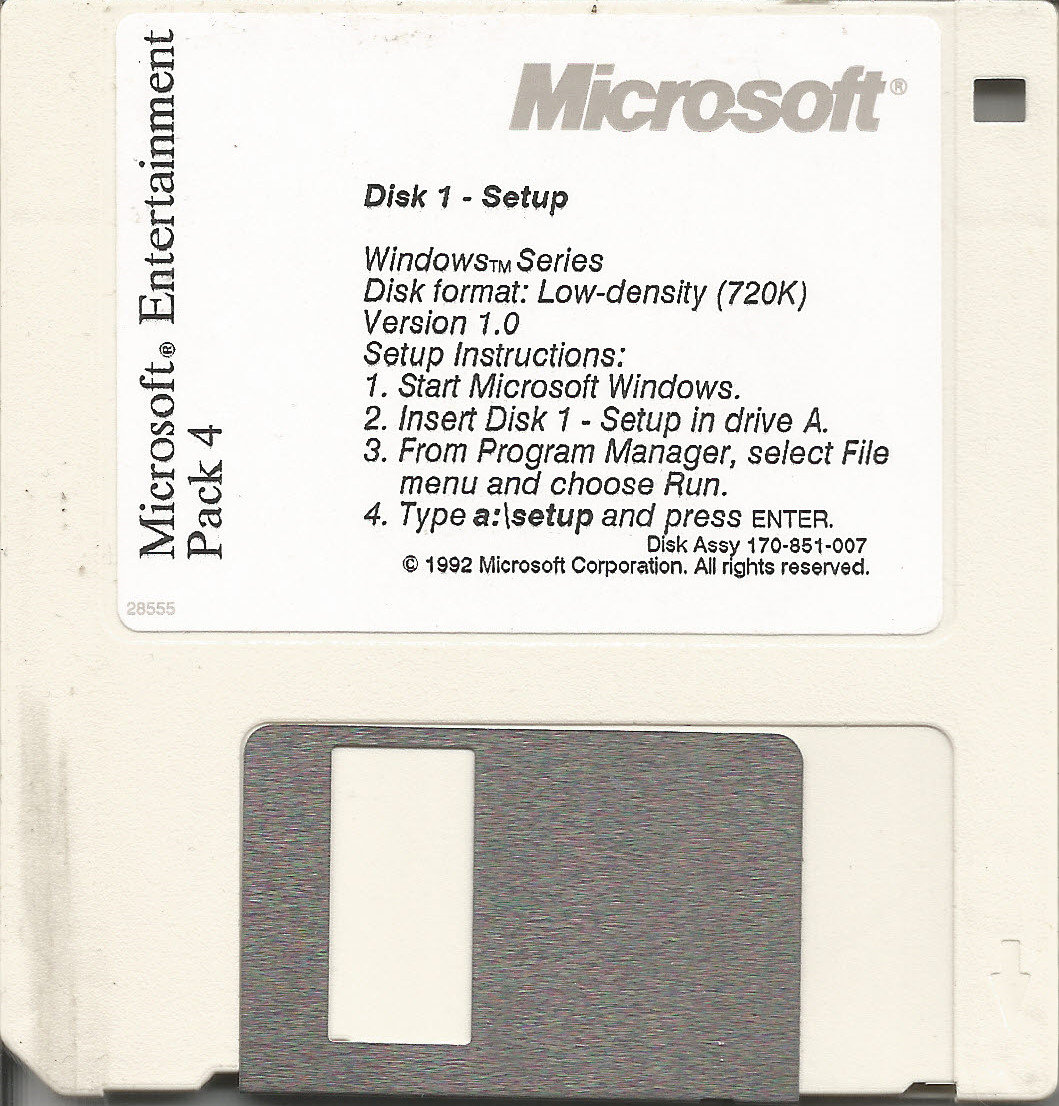 Microsoft® Entertainment
Pack 4
Microsoft®
Disk 1 - Setup
Windows™ Series
Disk format: Low-density (720K)
Version 1.0
Setup Instructions:
1. Start Microsoft Windows.
2. Insert Disk 1 - Setup in drive A.
3. From Program Manager, select File
menu and choose Run.
4. Type a:\setup and press ENTER.
Disk Assy 170-851-007
© 1992 Microsoft Corporation. All rights reserved.
28555
4